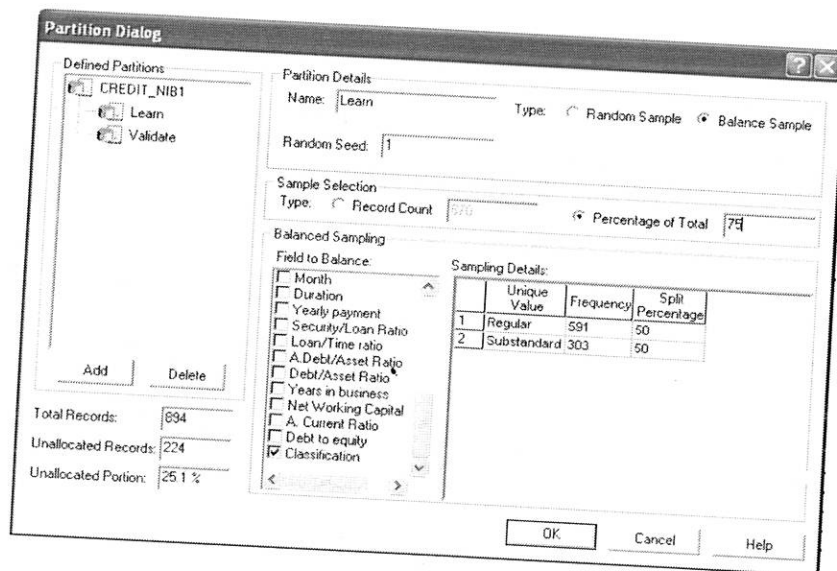 Partition Dialog
Defined Partitions
CREDIT_NIB1
Learn
Validate
Add Delete
Total Records: 894
Unallocated Records: 224
Unallocated Portion: 25.1 %
Partition Details
Name: Learn Type: Random Sample Balance Sample
Random Seed: 1
Sample Selection
Type: Record Count 670 Percentage of Total 75
Balanced Sampling
Field to Balance:
Month
Duration
Yearly payment
Security/Loan Ratio
Loan/Time ratio
A.Debt/Asset Ratio
Debt/Asset Ratio
Years in business
Net Working Capital
A. Current Ratio
Debt to equity
Classification
Sampling Details:
Unique Value Frequency Split Percentage
1 Regular 591 50
2 Substandard 303 50
OK Cancel Help